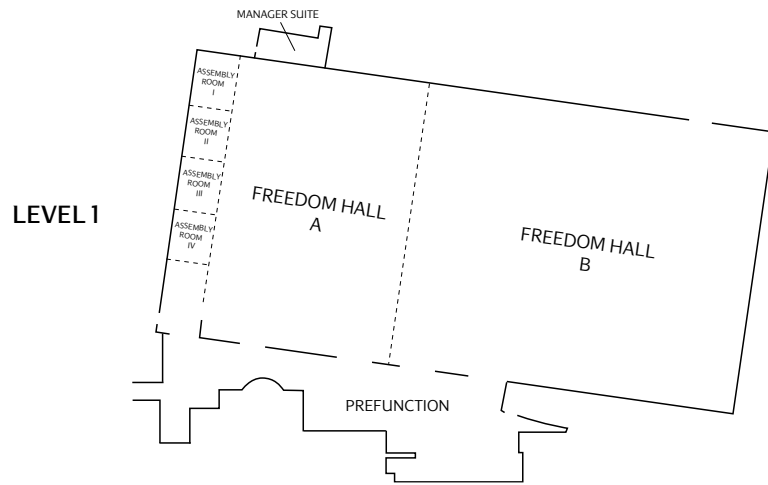 MANAGER SUITE
ASSEMBLY
ROOM
I
ASSEMBLY
ROOM
II
ASSEMBLY
ROOM
III
ASSEMBLY
ROOM
IV
LEVEL 1
FREEDOM HALL
A
FREEDOM HALL
B
PREFUNCTION